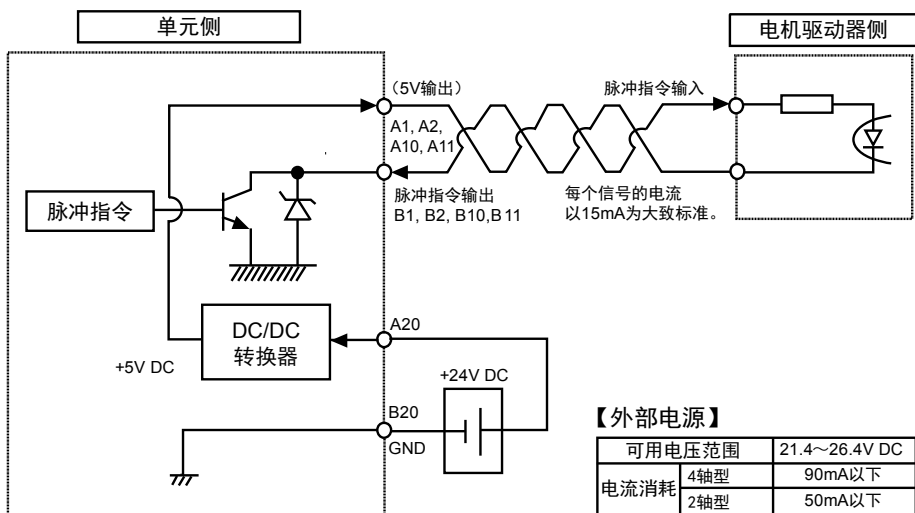 单元侧
电机驱动器侧
（5V输出）
脉冲指令输入
A1, A2,
A10, A11
脉冲指令
脉冲指令输出
B1, B2, B10,B11
每个信号的电流
以15mA为大致标准。
DC/DC
转换器
A20
+5V DC
+24V DC
B20
GND
【外部电源】
可用电压范围 21.4～26.4V DC
电流消耗 4轴型 90mA以下
2轴型 50mA以下